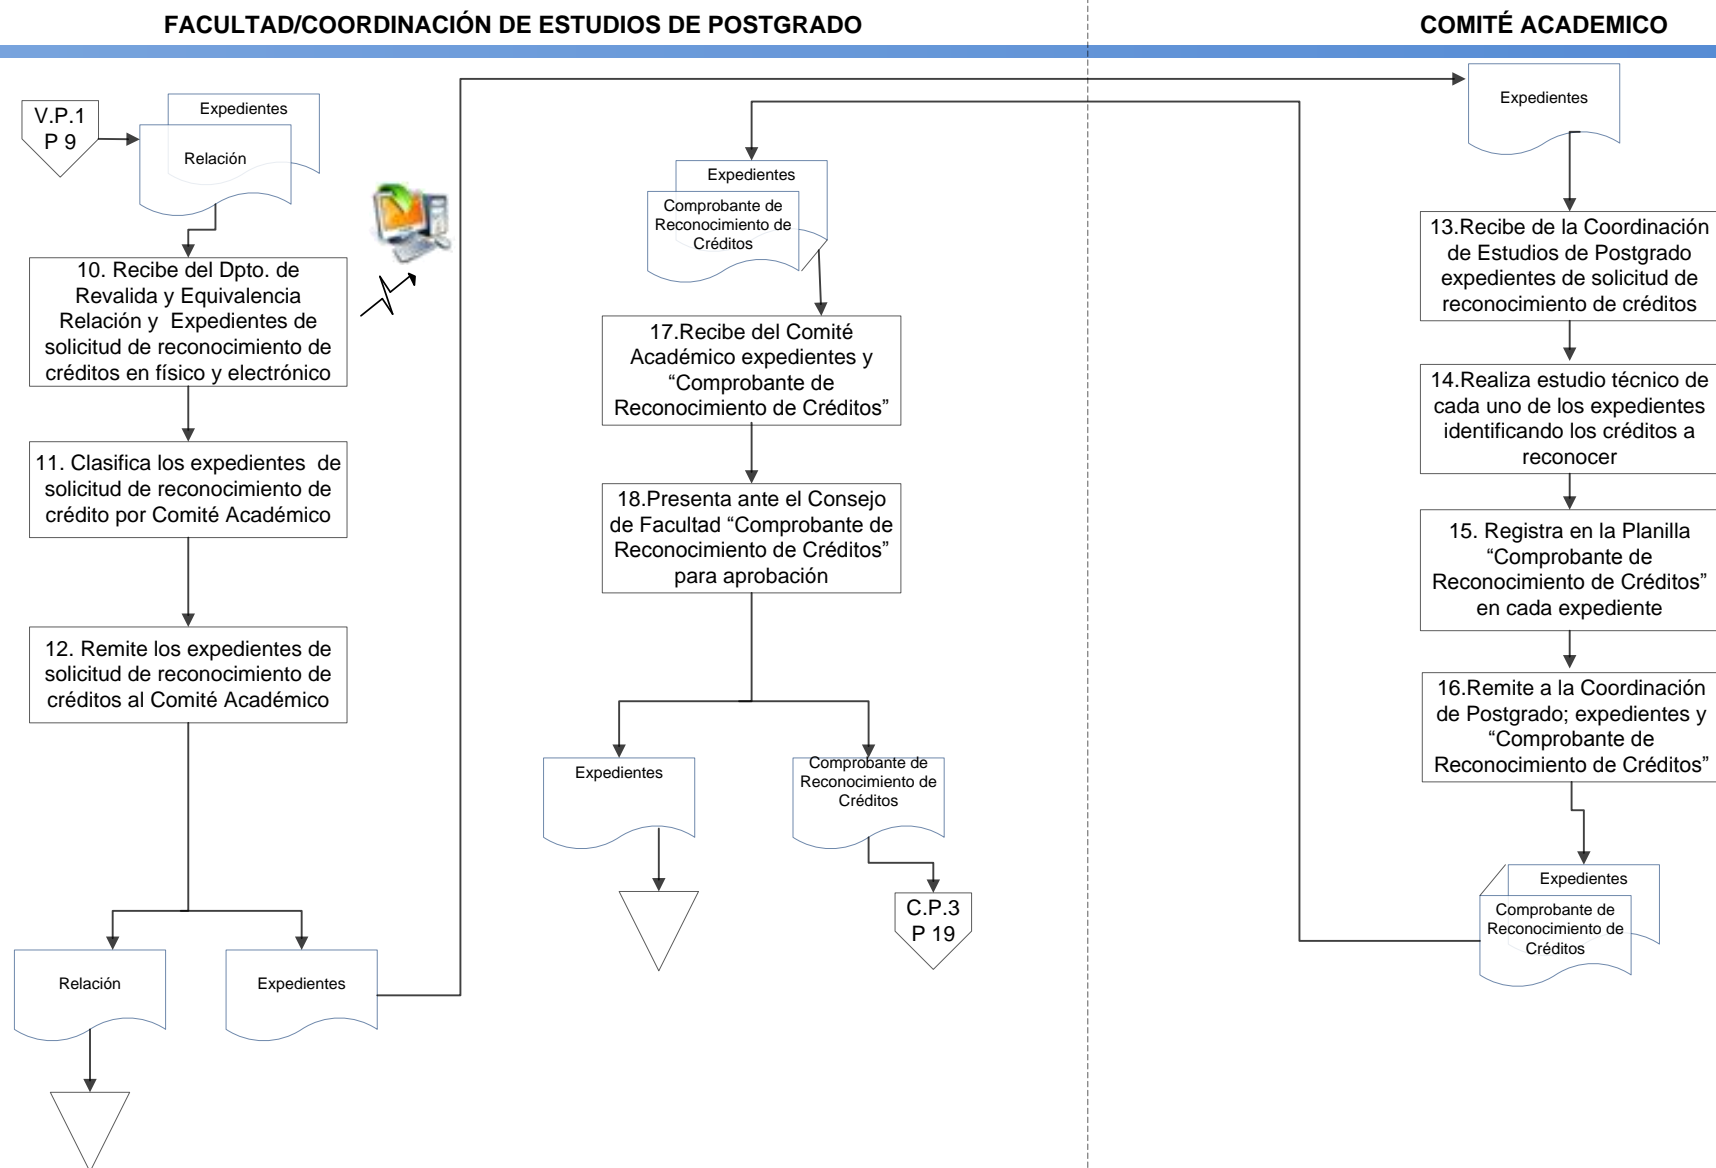 FACULTAD/COORDINACIÓN DE ESTUDIOS DE POSTGRADO
COMITÉ ACADEMICO
V.P.1
P 9
Expedientes
Relación
10. Recibe del Dpto. de
Revalida y Equivalencia
Relación y Expedientes de
solicitud de reconocimiento de
créditos en físico y electrónico
11. Clasifica los expedientes de
solicitud de reconocimiento de
crédito por Comité Académico
12. Remite los expedientes de
solicitud de reconocimiento de
créditos al Comité Académico
Relación
Expedientes
Expedientes
Comprobante de
Reconocimiento de
Créditos
17.Recibe del Comité
Académico expedientes y
“Comprobante de
Reconocimiento de Créditos”
18.Presenta ante el Consejo
de Facultad “Comprobante de
Reconocimiento de Créditos”
para aprobación
Expedientes
Comprobante de
Reconocimiento de
Créditos
C.P.3
P 19
Expedientes
13.Recibe de la Coordinación
de Estudios de Postgrado
expedientes de solicitud de
reconocimiento de créditos
14.Realiza estudio técnico de
cada uno de los expedientes
identificando los créditos a
reconocer
15. Registra en la Planilla
“Comprobante de
Reconocimiento de Créditos”
en cada expediente
16.Remite a la Coordinación
de Postgrado; expedientes y
“Comprobante de
Reconocimiento de Créditos”
Expedientes
Comprobante de
Reconocimiento de
Créditos